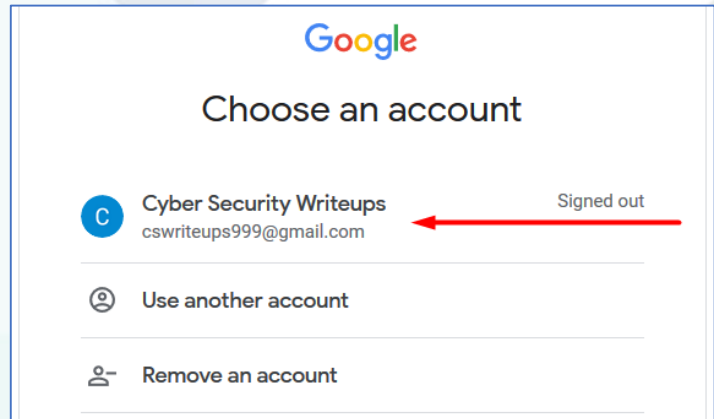 Google
Choose an account
Cyber Security Writeups
Signed out
C
cswriteups999@gmail.com
Use another account
Remove an account